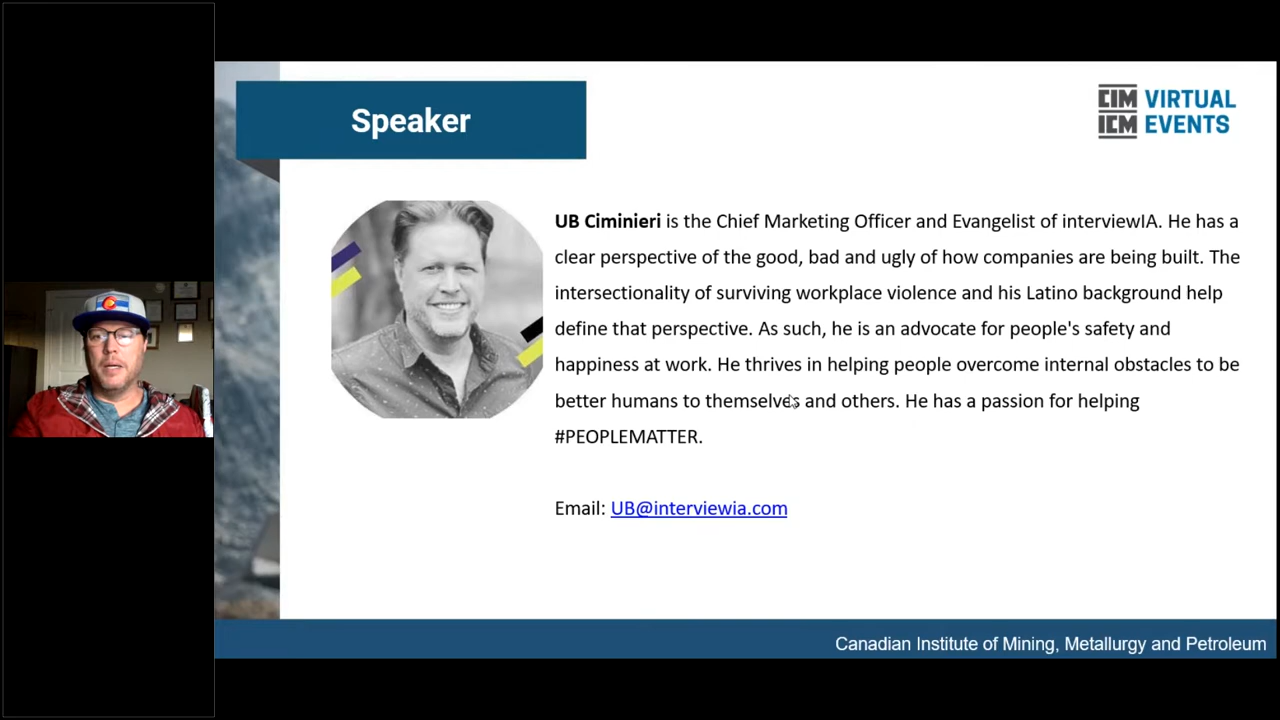 Speaker
CIM VIRTUAL
ICM EVENTS
UB Ciminieri is the Chief Marketing Officer and Evangelist of interviewIA. He has a
clear perspective of the good, bad and ugly of how companies are being built. The
intersectionality of surviving workplace violence and his Latino background help
define that perspective. As such, he is an advocate for people's safety and
happiness at work. He thrives in helping people overcome internal obstacles to be
better humans to themselves and others. He has a passion for helping
#PEOPLEMATTER.
Email: UB@interviewia.com
Canadian Institute of Mining, Metallurgy and Petroleum